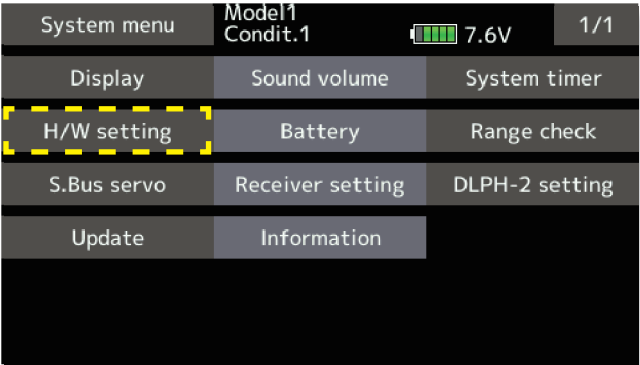 System menu
Model1
Condit.1
7.6V
1/1
Display
Sound volume
System timer
H/W setting
Battery
Range check
S.Bus servo
Receiver setting
DLPH-2 setting
Update
Information